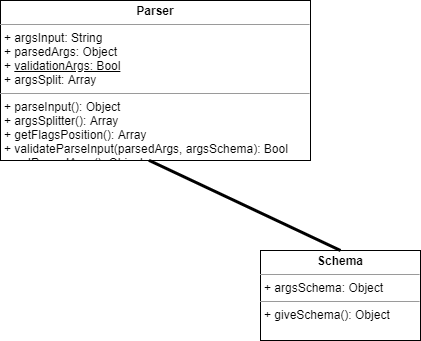 Parser
+ argsInput: String
+ parsedArgs: Object
+ validationArgs: Bool
+ argsSplit: Array
+ parseInput(): Object
+ argsSplitter(): Array
+ getFlagsPosition(): Array
+ validateParseInput(parsedArgs, argsSchema): Bool
Schema
+ argsSchema: Object
+ giveSchema(): Object